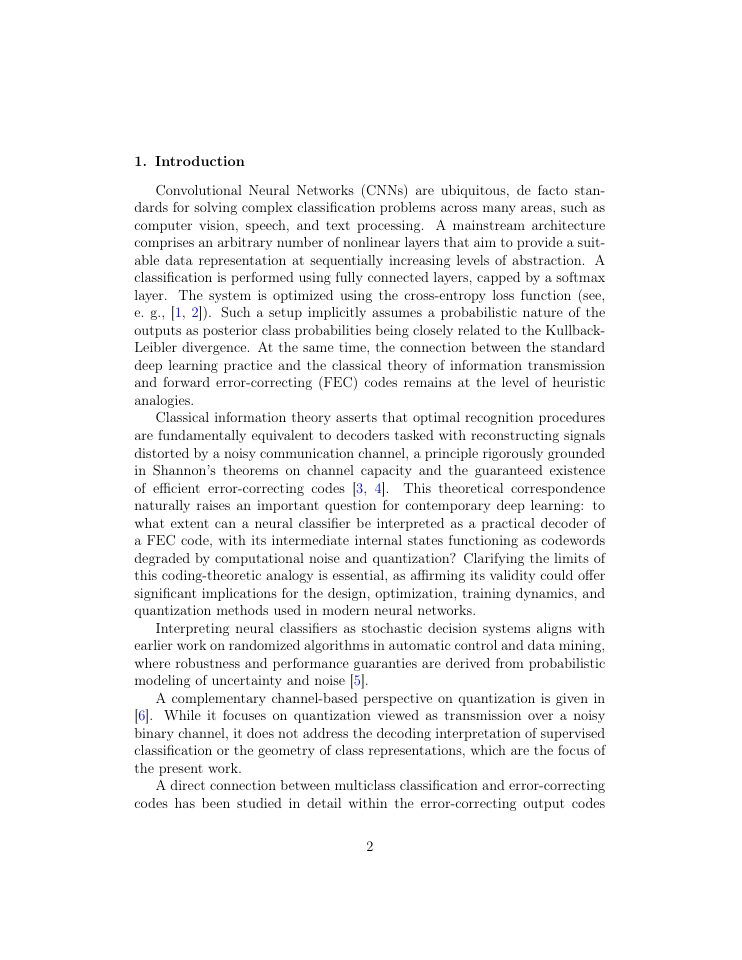 1. Introduction
Convolutional Neural Networks (CNNs) are ubiquitous, de facto stan-
dards for solving complex classification problems across many areas, such as
computer vision, speech, and text processing. A mainstream architecture
comprises an arbitrary number of nonlinear layers that aim to provide a suit-
able data representation at sequentially increasing levels of abstraction. A
classification is performed using fully connected layers, capped by a softmax
layer. The system is optimized using the cross-entropy loss function (see,
e. g., [1, 2]). Such a setup implicitly assumes a probabilistic nature of the
outputs as posterior class probabilities being closely related to the Kullback-
Leibler divergence. At the same time, the connection between the standard
deep learning practice and the classical theory of information transmission
and forward error-correcting (FEC) codes remains at the level of heuristic
analogies.
Classical information theory asserts that optimal recognition procedures
are fundamentally equivalent to decoders tasked with reconstructing signals
distorted by a noisy communication channel, a principle rigorously grounded
in Shannon's theorems on channel capacity and the guaranteed existence
of efficient error-correcting codes [3, 4]. This theoretical correspondence
naturally raises an important question for contemporary deep learning: to
what extent can a neural classifier be interpreted as a practical decoder of
a FEC code, with its intermediate internal states functioning as codewords
degraded by computational noise and quantization? Clarifying the limits of
this coding-theoretic analogy is essential, as affirming its validity could offer
significant implications for the design, optimization, training dynamics, and
quantization methods used in modern neural networks.
Interpreting neural classifiers as stochastic decision systems aligns with
earlier work on randomized algorithms in automatic control and data mining,
where robustness and performance guaranties are derived from probabilistic
modeling of uncertainty and noise [5].
A complementary channel-based perspective on quantization is given in
[6]. While it focuses on quantization viewed as transmission over a noisy
binary channel, it does not address the decoding interpretation of supervised
classification or the geometry of class representations, which are the focus of
the present work.
A direct connection between multiclass classification and error-correcting
codes has been studied in detail within the error-correcting output codes
2